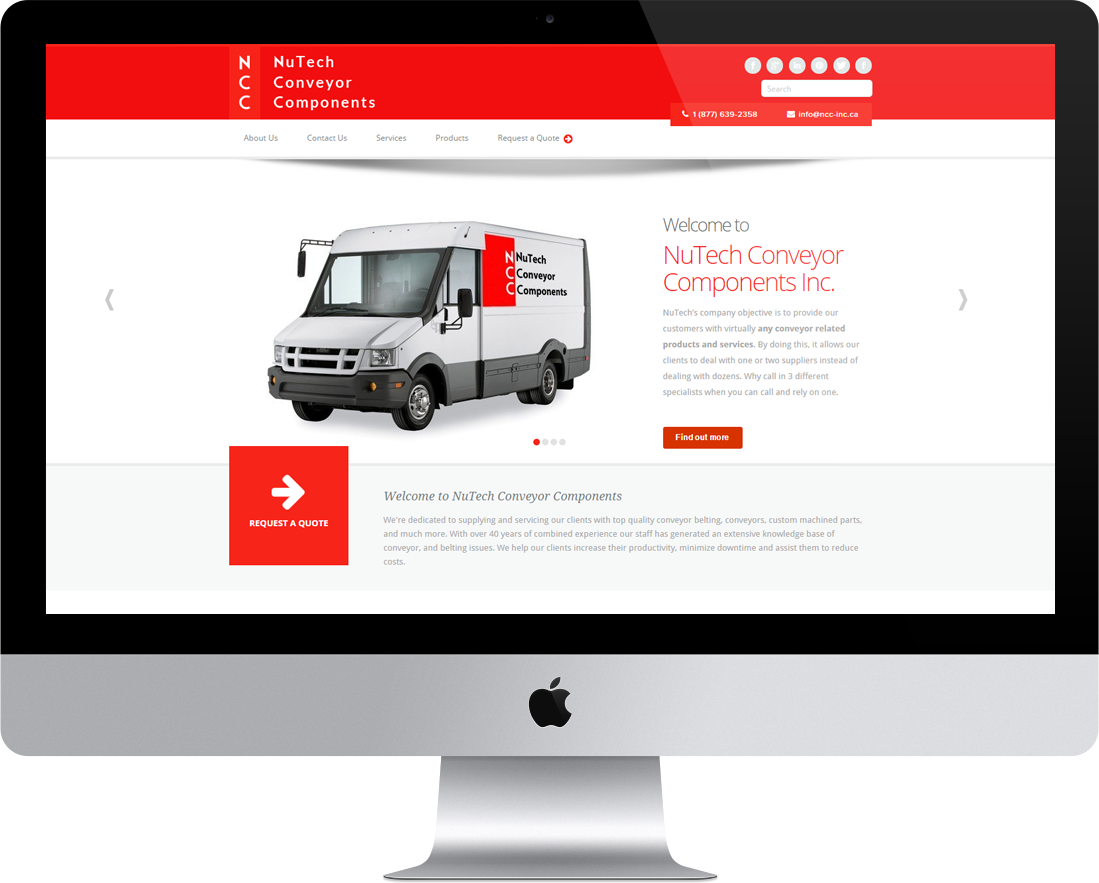 N NuTech
C Conveyor
C Components
Search
1 (877) 639-2358 info@ncc-inc.ca
About Us Contact Us Services Products Request a Quote
N NuTech
C Conveyor
C Components
Welcome to
NuTech Conveyor
Components Inc.
NuTech's company objective is to provide our
customers with virtually any conveyor related
products and services. By doing this, it allows our
clients to deal with one or two suppliers instead of
dealing with dozens. Why call in 3 different
specialists when you can call and rely on one.
Find out more
REQUEST A QUOTE
Welcome to NuTech Conveyor Components
We're dedicated to supplying and servicing our clients with top quality conveyor belting, conveyors, custom machined parts,
and much more. With over 40 years of combined experience our staff has generated an extensive knowledge base of
conveyor, and belting issues. We help our clients increase their productivity, minimize downtime and assist them to reduce
costs.